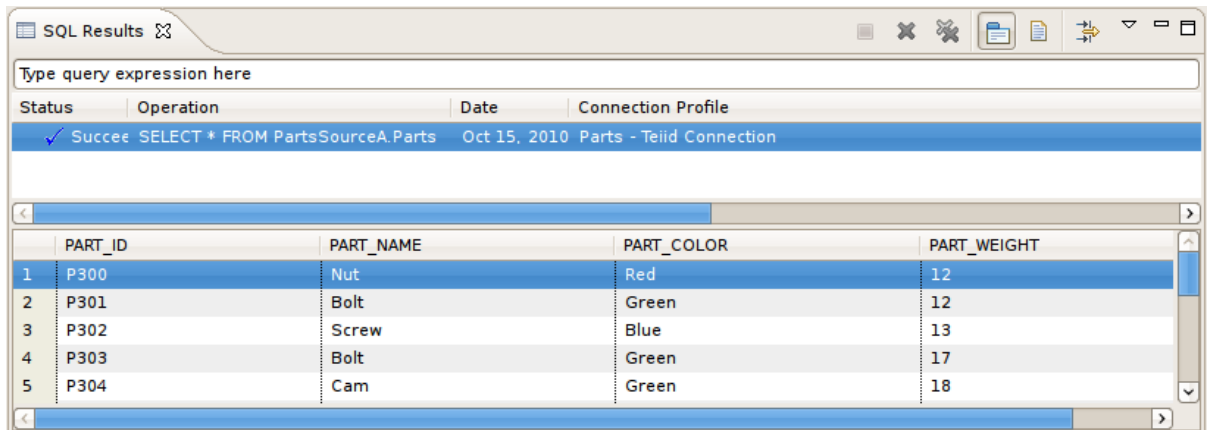 SQL Results
Type query expression here
Status Operation Date Connection Profile
Succee SELECT * FROM PartsSourceA.Parts Oct 15, 2010 Parts - Teiid Connection
PART_ID PART_NAME PART_COLOR PART_WEIGHT
1 P300 Nut Red 12
2 P301 Bolt Green 12
3 P302 Screw Blue 13
4 P303 Bolt Green 17
5 P304 Cam Green 18